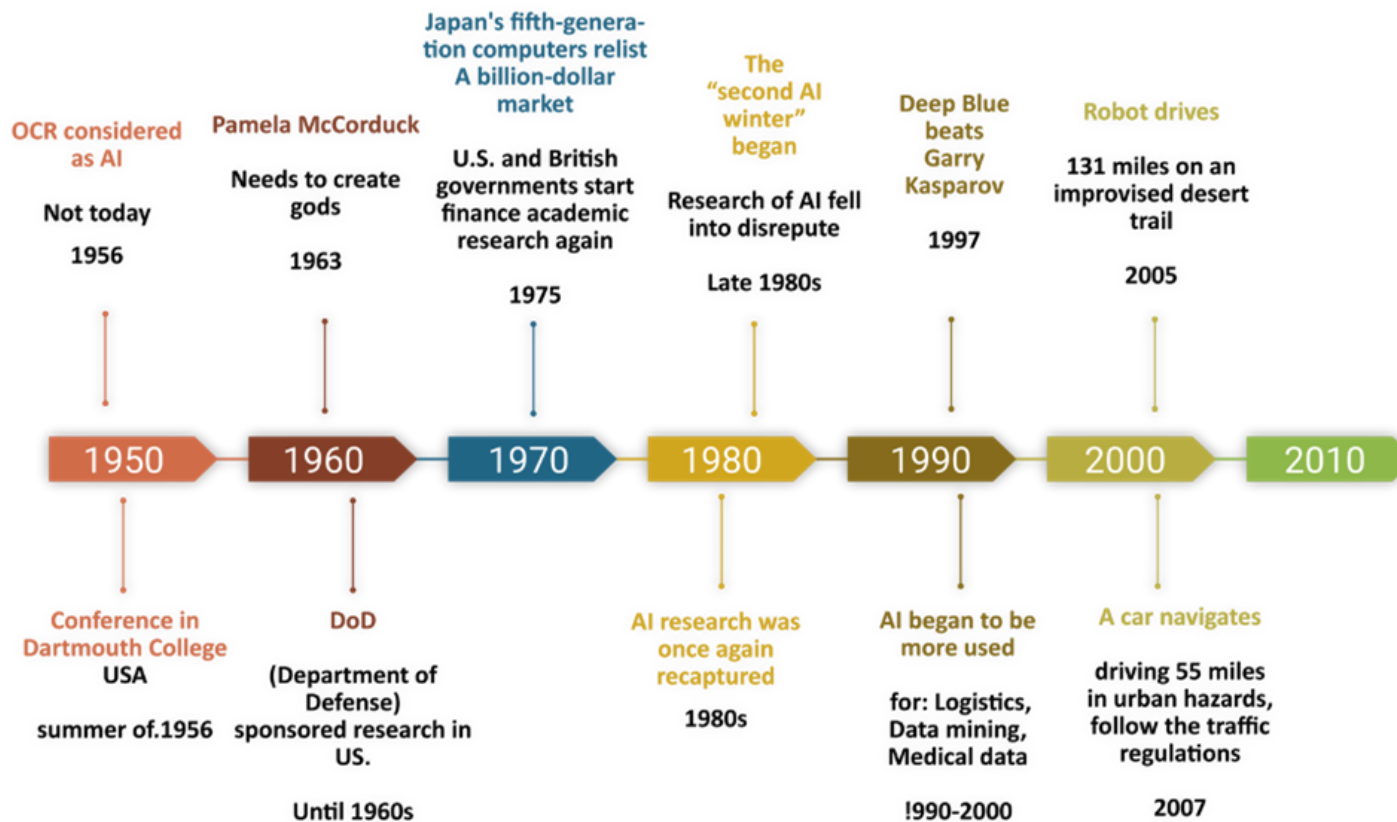 OCR considered
as AI
Not today
1956
Pamela McCorduck
Needs to create
gods
1963
Japan's fifth-genera-
tion computers relist
A billion-dollar
market
U.S. and British
governments start
finance academic
research again
1975
The
“second AI
winter”
began
Research of AI fell
into disrepute
Late 1980s
Deep Blue
beats
Garry
Kasparov
1997
Robot drives
131 miles on an
improvised desert
trail
2005
1950
1960
1970
1980
1990
2000
2010
Conference in
Dartmouth College
USA
summer of.1956
DoD
(Department of
Defense)
sponsored research in
US.
Until 1960s
AI research was
once again
recaptured
1980s
AI began to be
more used
for: Logistics,
Data mining,
Medical data
!990-2000
A car navigates
driving 55 miles
in urban hazards,
follow the traffic
regulations
2007